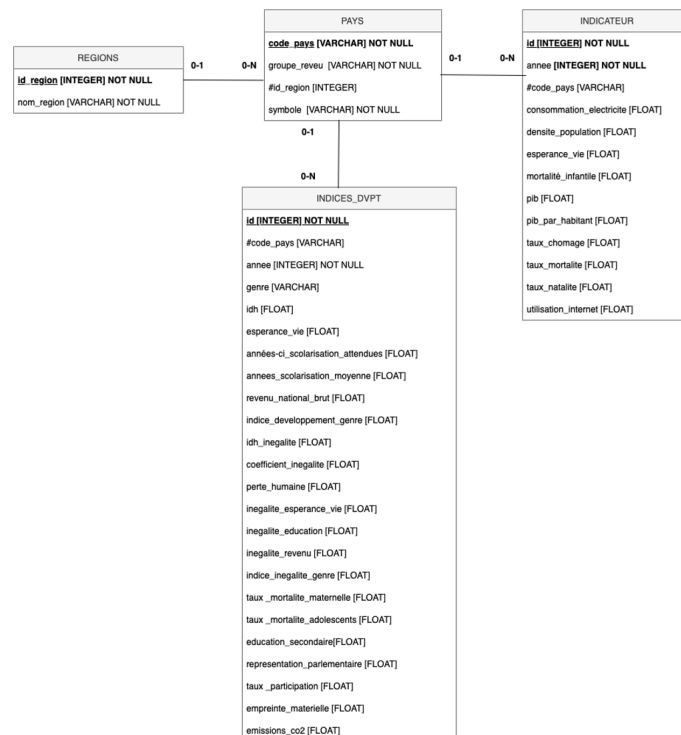 REGIONS
id_region [INTEGER] NOT NULL
nom_region [VARCHAR] NOT NULL
0-1
0-N
PAYS
code_pays [VARCHAR] NOT NULL
groupe_reveu [VARCHAR] NOT NULL
#id_region [INTEGER]
symbole [VARCHAR] NOT NULL
0-1
0-N
INDICATEUR
id [INTEGER] NOT NULL
annee [INTEGER] NOT NULL
#code_pays [VARCHAR]
consommation_electricite [FLOAT]
densite_population [FLOAT]
esperance_vie [FLOAT]
mortalité_infantile [FLOAT]
pib [FLOAT]
pib_par_habitant [FLOAT]
taux_chomage [FLOAT]
taux_mortalite [FLOAT]
taux_natalite [FLOAT]
utilisation_internet [FLOAT]
0-1
0-N
INDICES_DVPT
id [INTEGER] NOT NULL
#code_pays [VARCHAR]
annee [INTEGER] NOT NULL
genre [VARCHAR]
idh [FLOAT]
esperance_vie [FLOAT]
années-ci_scolarisation_attendues [FLOAT]
annees_scolarisation_moyenne [FLOAT]
revenu_national_brut [FLOAT]
indice_developpement_genre [FLOAT]
idh_inegalite [FLOAT]
coefficient_inegalite [FLOAT]
perte_humaine [FLOAT]
inegalite_esperance_vie [FLOAT]
inegalite_education [FLOAT]
inegalite_revenu [FLOAT]
indice_inegalite_genre [FLOAT]
taux _mortalite_maternelle [FLOAT]
taux _mortalite_adolescents [FLOAT]
education_secondaire[FLOAT]
representation_parlementaire [FLOAT]
taux _participation [FLOAT]
empreinte_materielle [FLOAT]
emissions_co2 [FLOAT]